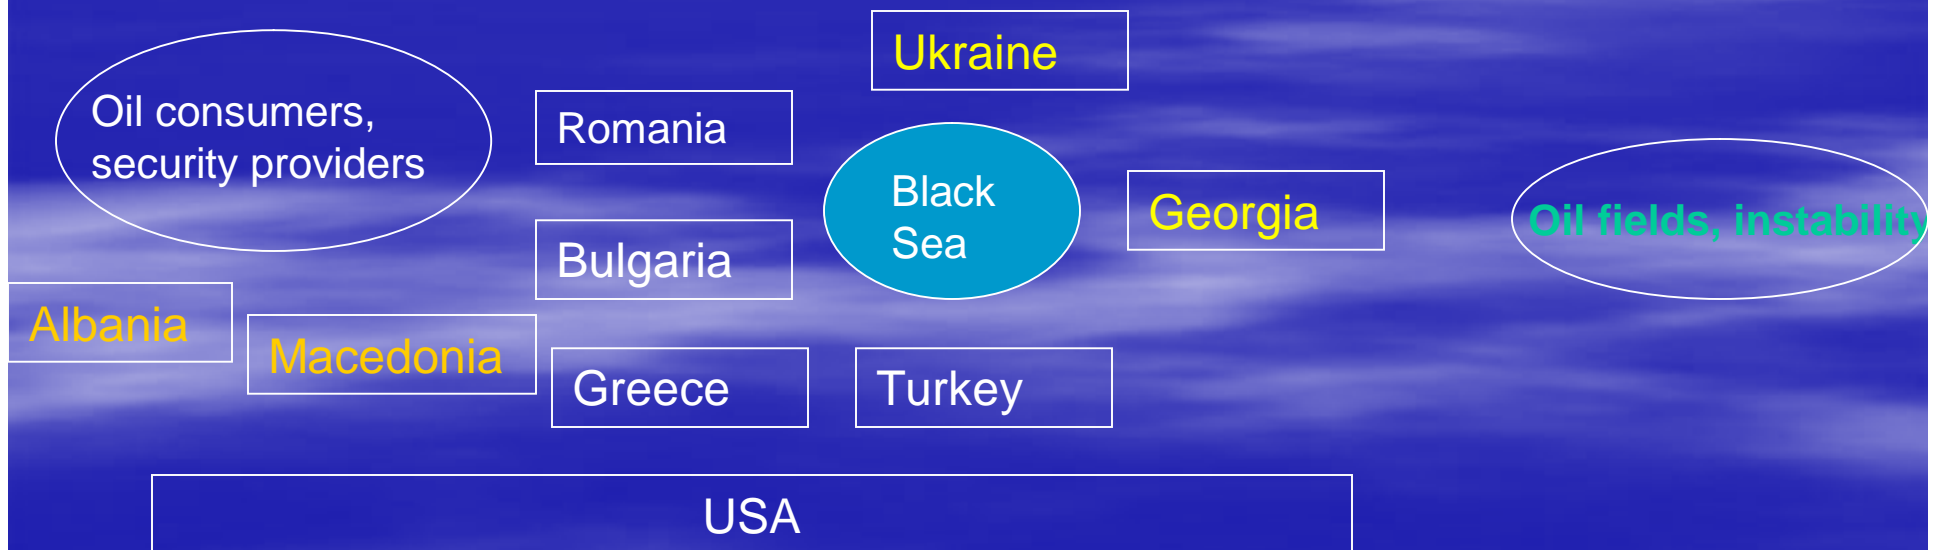 Ukraine
Oil consumers,
security providers
Romania
Black
Sea
Georgia
Oil fields, instability
Bulgaria
Albania
Macedonia
Greece
Turkey
USA